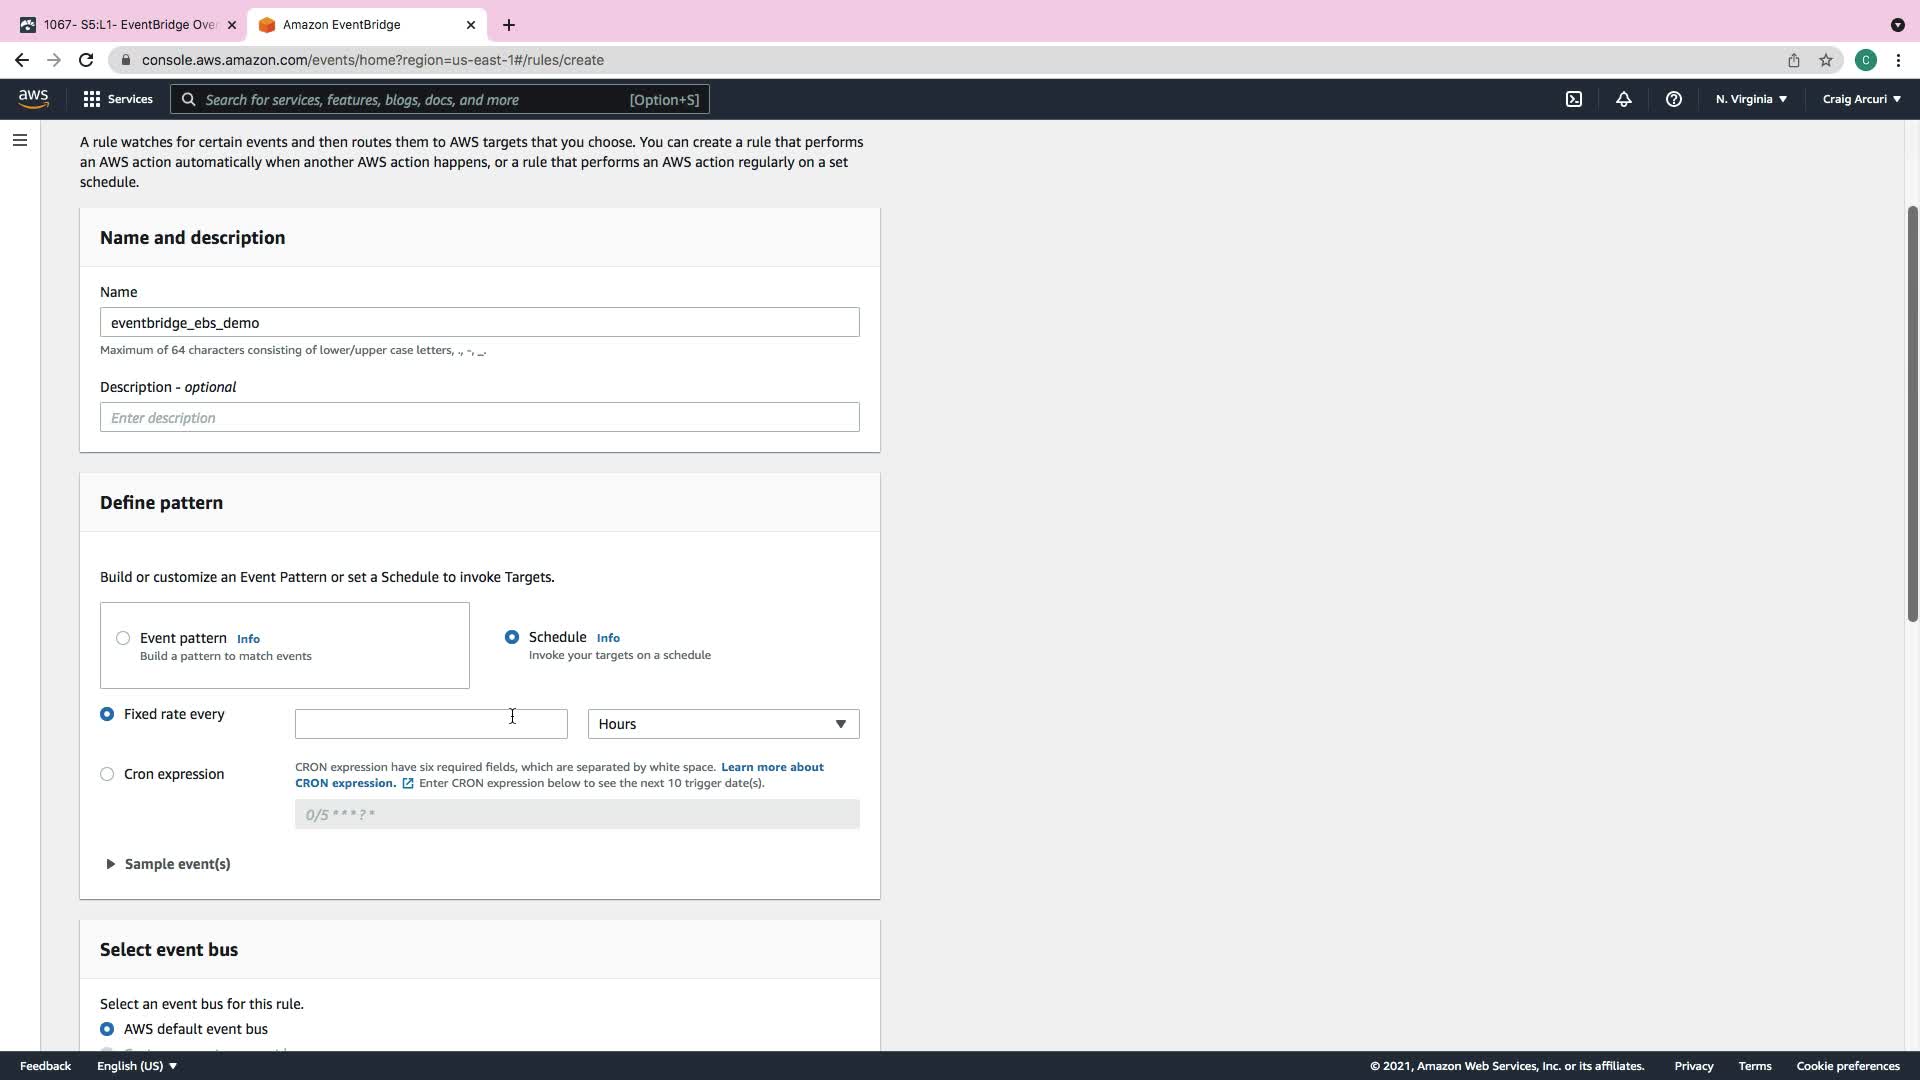 1067- S5:L1- EventBridge Over
Amazon EventBridge
console.aws.amazon.com/events/home?region=us-east-1#/rules/create
C
aws
Services
Search for services, features, blogs, docs, and more
[Option+S]
N. Virginia
Craig Arcuri
A rule watches for certain events and then routes them to AWS targets that you choose. You can create a rule that performs
an AWS action automatically when another AWS action happens, or a rule that performs an AWS action regularly on a set
schedule.
Name and description
Name
eventbridge_ebs_demo
Maximum of 64 characters consisting of lower/upper case letters, ., -, _.
Description - optional
Enter description
Define pattern
Build or customize an Event Pattern or set a Schedule to invoke Targets.
Event pattern Info
Build a pattern to match events
Schedule Info
Invoke your targets on a schedule
Fixed rate every
Hours
Cron expression
CRON expression have six required fields, which are separated by white space. Learn more about
CRON expression. Enter CRON expression below to see the next 10 trigger date(s).
0/5 * * * ? *
Sample event(s)
Select event bus
Select an event bus for this rule.
AWS default event bus
Feedback
English (US)
© 2021, Amazon Web Services, Inc. or its affiliates.
Privacy
Terms
Cookie preferences